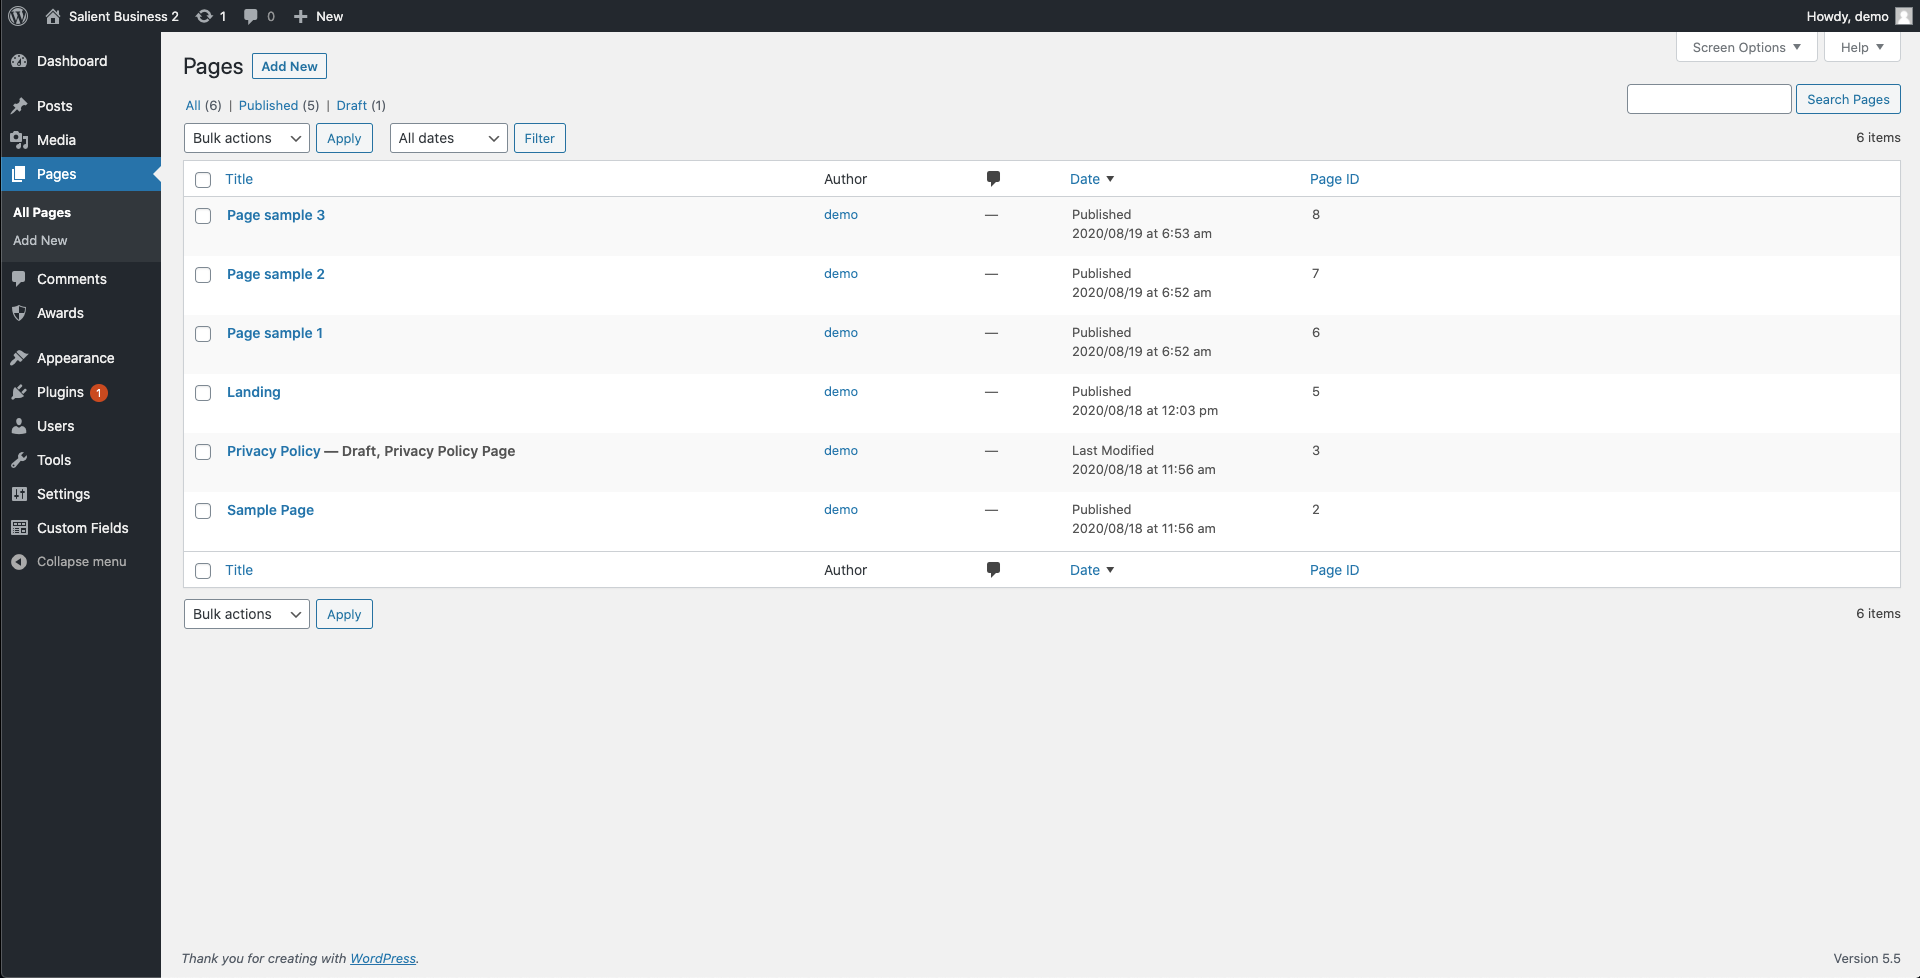 Salient Business 2 1 0 New Howdy, demo
Dashboard
Posts
Media
Pages
All Pages
Add New
Comments
Awards
Appearance
Plugins 1
Users
Tools
Settings
Custom Fields
Collapse menu
Screen Options Help
Pages Add New
All (6) | Published (5) | Draft (1)
Search Pages
Bulk actions Apply All dates Filter 6 items
Title Author Date Page ID
Page sample 3 demo — Published 8
2020/08/19 at 6:53 am
Page sample 2 demo — Published 7
2020/08/19 at 6:52 am
Page sample 1 demo — Published 6
2020/08/19 at 6:52 am
Landing demo — Published 5
2020/08/18 at 12:03 pm
Privacy Policy — Draft, Privacy Policy Page demo — Last Modified 3
2020/08/18 at 11:56 am
Sample Page demo — Published 2
2020/08/18 at 11:56 am
Title Author Date Page ID
Bulk actions Apply 6 items
Thank you for creating with WordPress. Version 5.5